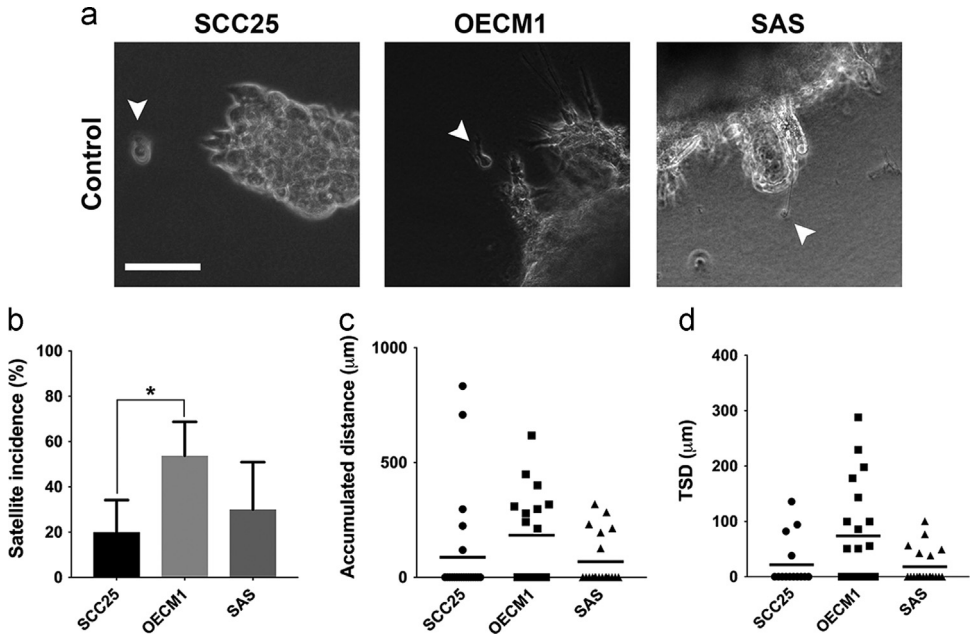 a
SCC25 OECM1 SAS
Control
b
Satellite incidence (%)
100
80
60
40
20
0
*
SCC25 OECM1 SAS
c
Accumulated distance (µm)
1000
500
0
SCC25 OECM1 SAS
d
TSD (µm)
400
300
200
100
0
SCC25 OECM1 SAS